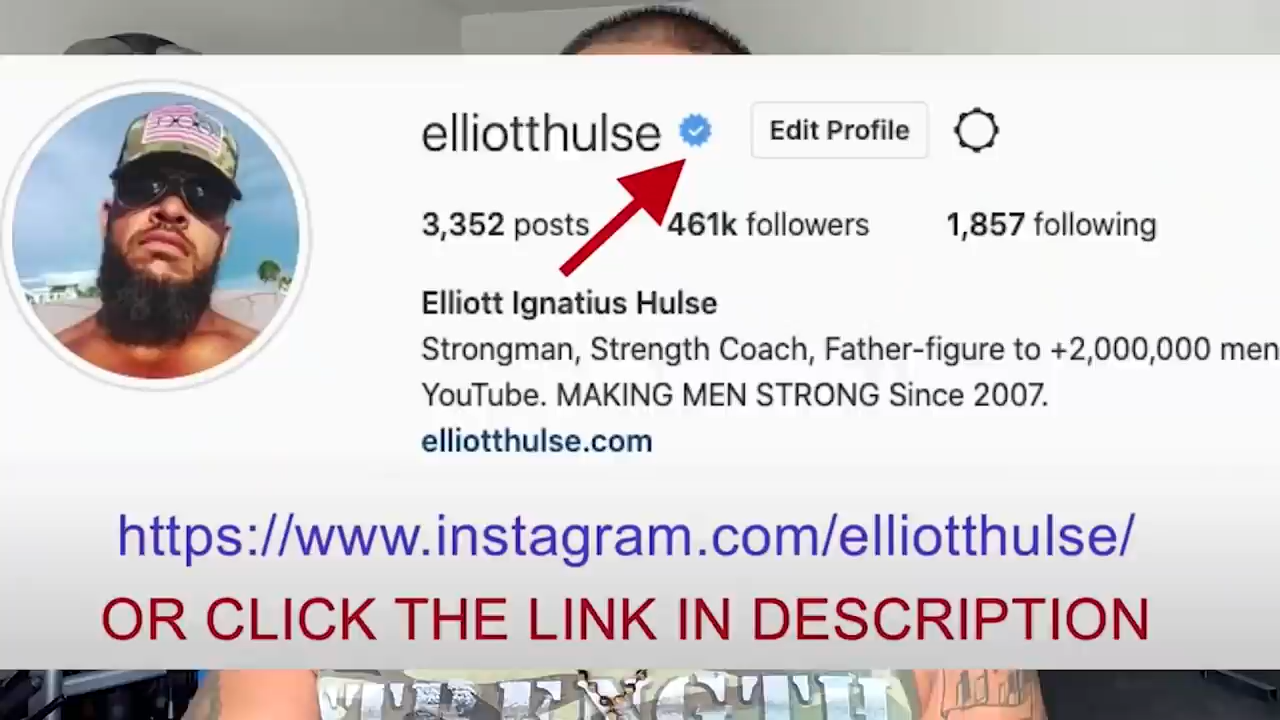 elliotthulse Edit Profile
3,352 posts 461k followers 1,857 following
Elliott Ignatius Hulse
Strongman, Strength Coach, Father-figure to +2,000,000 men
YouTube. MAKING MEN STRONG Since 2007.
elliotthulse.com
https://www.instagram.com/elliotthulse/
OR CLICK THE LINK IN DESCRIPTION